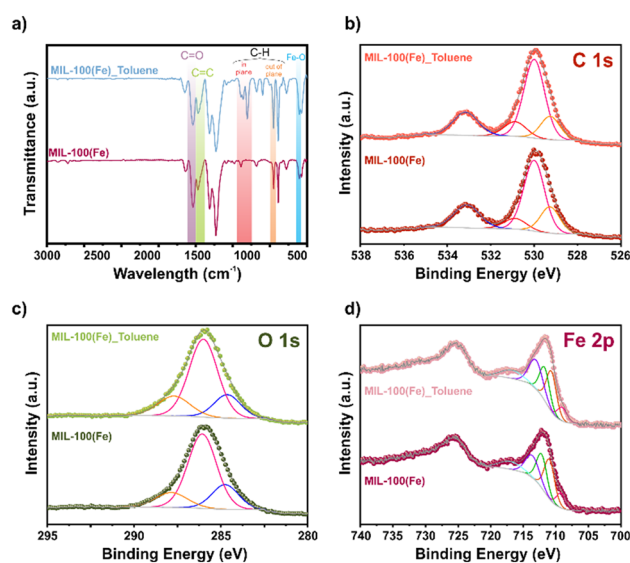 a)
C=O
C=C
C-H
Fe-O
in
plane
out of
plane
MIL-100(Fe)_Toluene
MIL-100(Fe)
Transmittance (a.u.)
3000 2500 2000 1500 1000 500
Wavelength (cm-1)
b)
MIL-100(Fe)_Toluene
C 1s
MIL-100(Fe)
Intensity (a.u.)
538 536 534 532 530 528 526
Binding Energy (eV)
c)
MIL-100(Fe)_Toluene
O 1s
MIL-100(Fe)
Intensity (a.u.)
295 290 285 280
Binding Energy (eV)
d)
Fe 2p
MIL-100(Fe)_Toluene
MIL-100(Fe)
Intensity (a.u.)
740 735 730 725 720 715 710 705 700
Binding Energy (eV)